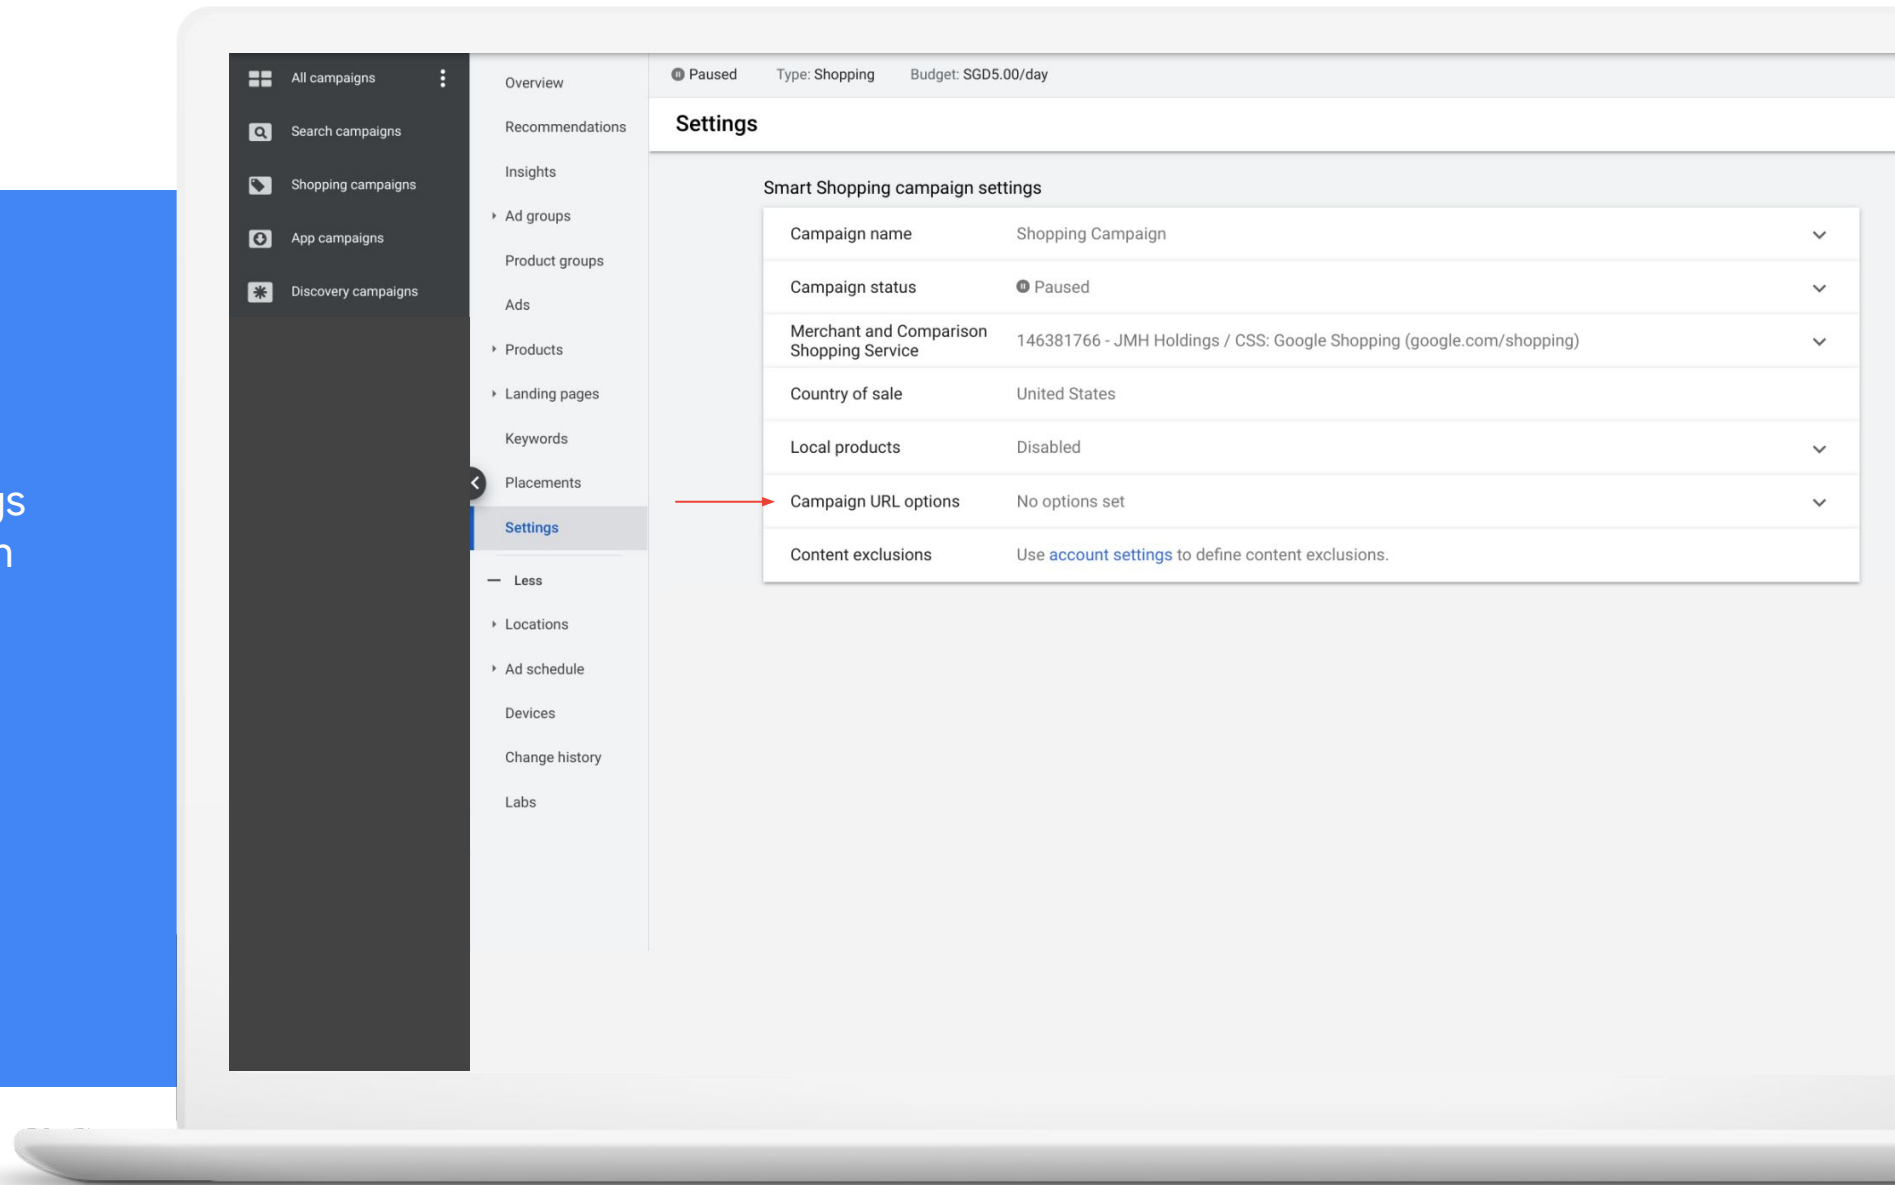 gs
n
All campaigns
Search campaigns
Shopping campaigns
App campaigns
Discovery campaigns
Overview
Recommendations
Insights
Ad groups
Product groups
Ads
Products
Landing pages
Keywords
Placements
Settings
Less
Locations
Ad schedule
Devices
Change history
Labs
Paused Type: Shopping Budget: SGD5.00/day
Settings
Smart Shopping campaign settings
Campaign name Shopping Campaign
Campaign status Paused
Merchant and Comparison
Shopping Service 146381766 - JMH Holdings / CSS: Google Shopping (google.com/shopping)
Country of sale United States
Local products Disabled
Campaign URL options No options set
Content exclusions Use account settings to define content exclusions.